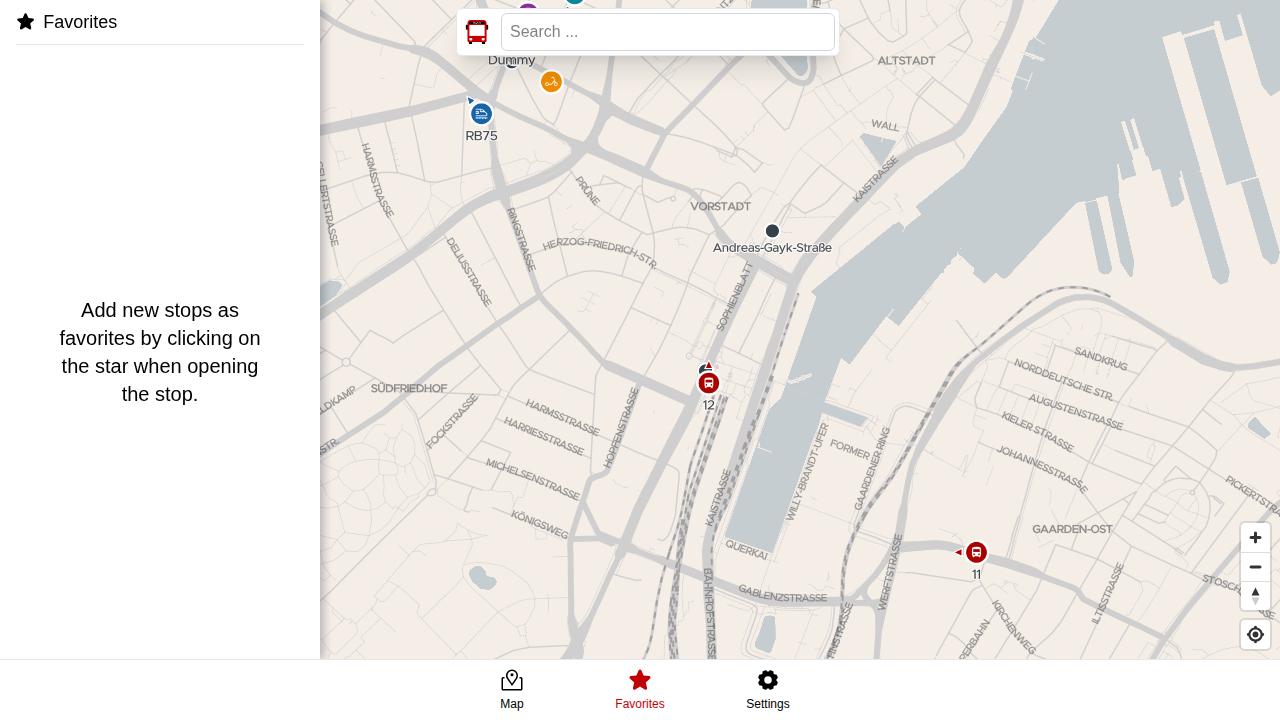 Favorites
Add new stops as
favorites by clicking on
the star when opening
the stop.
Search ...
Dummy
RB75
ALTSTADT
WALL
KAISTRASSE
HARMSSTRASSE
PRÜNE
VORSTADT
Andreas-Gayk-Straße
RINGSTRASSE
HERZOG-FRIEDRICH-STR.
DELIUSSTRASSE
SOPHIENBLATT
12
SÜDFRIEDHOF
FOCKSTRASSE
HARMSSTRASSE
HARRIESSTRASSE
HOPFENSTRASSE
MICHELSENSTRASSE
KÖNIGSWEG
KAISTRASSE
QUERKAI
WILLY-BRANDT-UFER
FORMER
GAARDENER RING
SANDKRUG
NORDDEUTSCHE STR.
AUGUSTENSTRASSE
KIELER STRASSE
JOHANNESSTRASSE
GAARDEN-OST
11
WERFTSTRASSE
GABLENZSTRASSE
BAHNHOFSTRASSE
ILTISSTRASSE
KIRCHENWEG
Map
Favorites
Settings